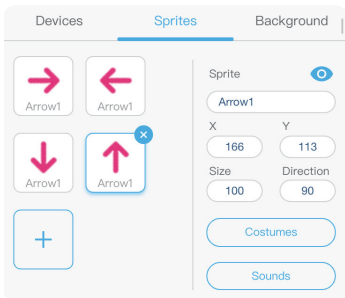 Devices Sprites Background
Arrow1 Arrow1
Arrow1 Arrow1
Sprite
Arrow1
X Y
166 113
Size Direction
100 90
Costumes
Sounds